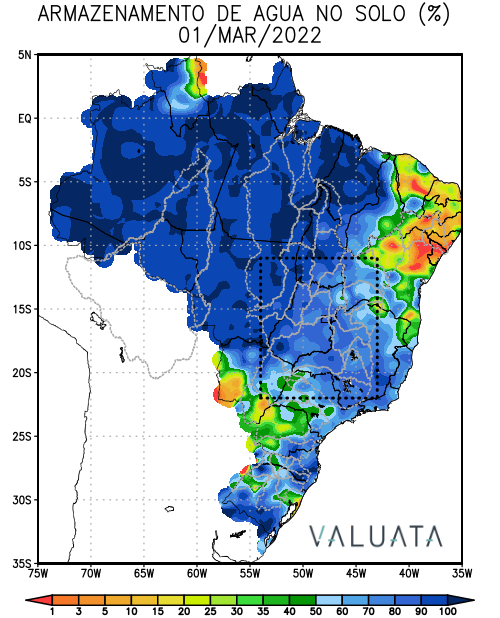 ARMAZENAMENTO DE AGUA NO SOLO (%)
01/MAR/2022
5N
EQ
5S
10S
15S
20S
25S
30S
35S
VALUATA
75W 70W 65W 60W 55W 50W 45W 40W 35W
1 3 5 10 15 20 25 30 35 40 50 60 70 80 90 100